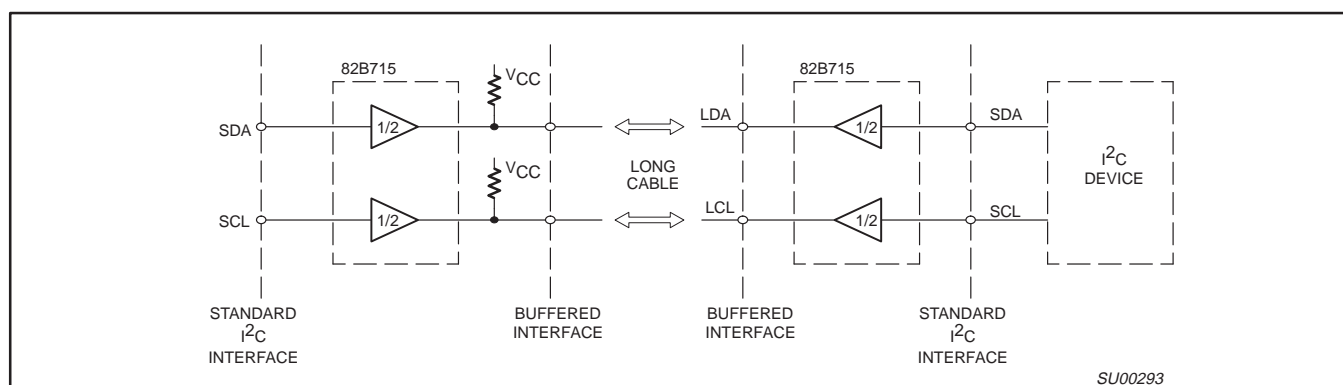 82B715
VCC
SDA
1/2
VCC
SCL
1/2
LONG
CABLE
82B715
LDA
1/2
SDA
LCL
1/2
SCL
I2C
DEVICE
STANDARD
I2C
INTERFACE
BUFFERED
INTERFACE
BUFFERED
INTERFACE
STANDARD
I2C
INTERFACE
SU00293